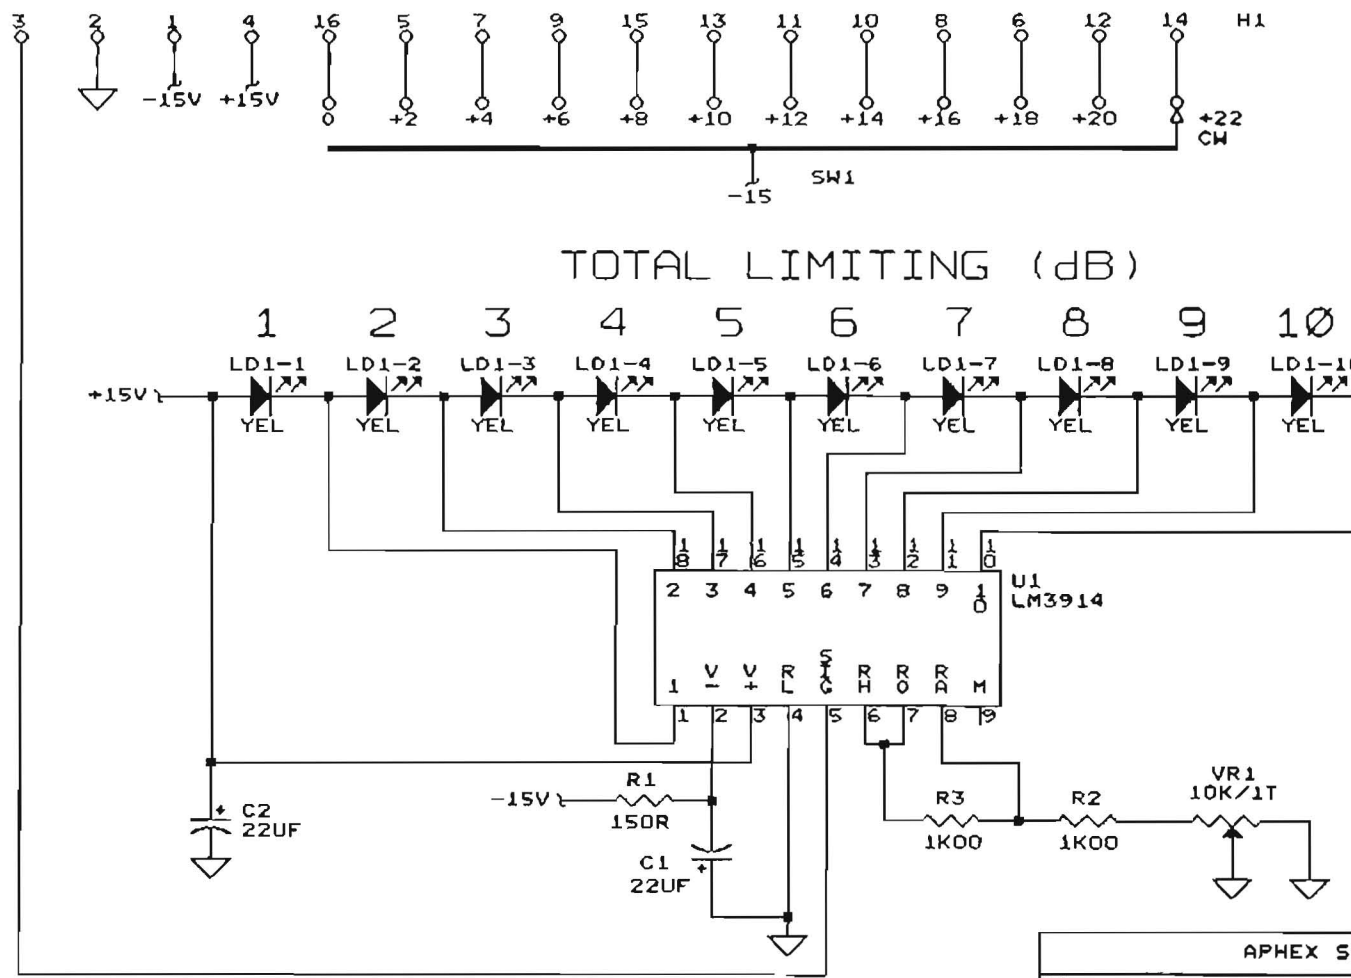 3 2 1 4 16 5 7 9 15 13 11 10 8 6 12 14 H1
-15V +15V 0 +2 +4 +6 +8 +10 +12 +14 +16 +18 +20 +22
CW
SW1
-15
TOTAL LIMITING (dB)
1 2 3 4 5 6 7 8 9 10
LD1-1 LD1-2 LD1-3 LD1-4 LD1-5 LD1-6 LD1-7 LD1-8 LD1-9 LD1-10
+15V
YEL YEL YEL YEL YEL YEL YEL YEL YEL YEL
18 17 16 15 14 13 12 11 10
2 3 4 5 6 7 8 9 10
U1
LM3914
1 V- V+ RL SIG RH RO RA M
1 2 3 4 5 6 7 8 9
C2
22UF
-15V
R1
150R
C1
22UF
R3
1K00
R2
1K00
VR1
10K/1T
APHEX S